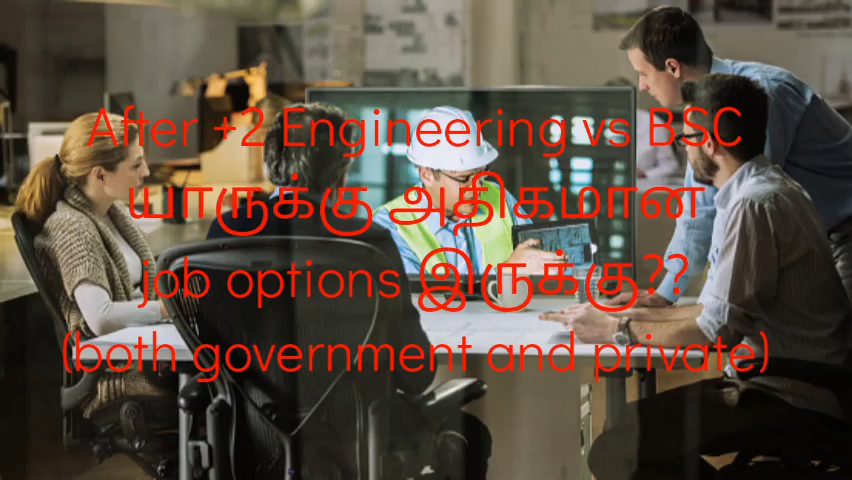 After +2 Engineering vs BSC
யாருக்கு அதிகமான
job options இருக்கு??
(both government and private)